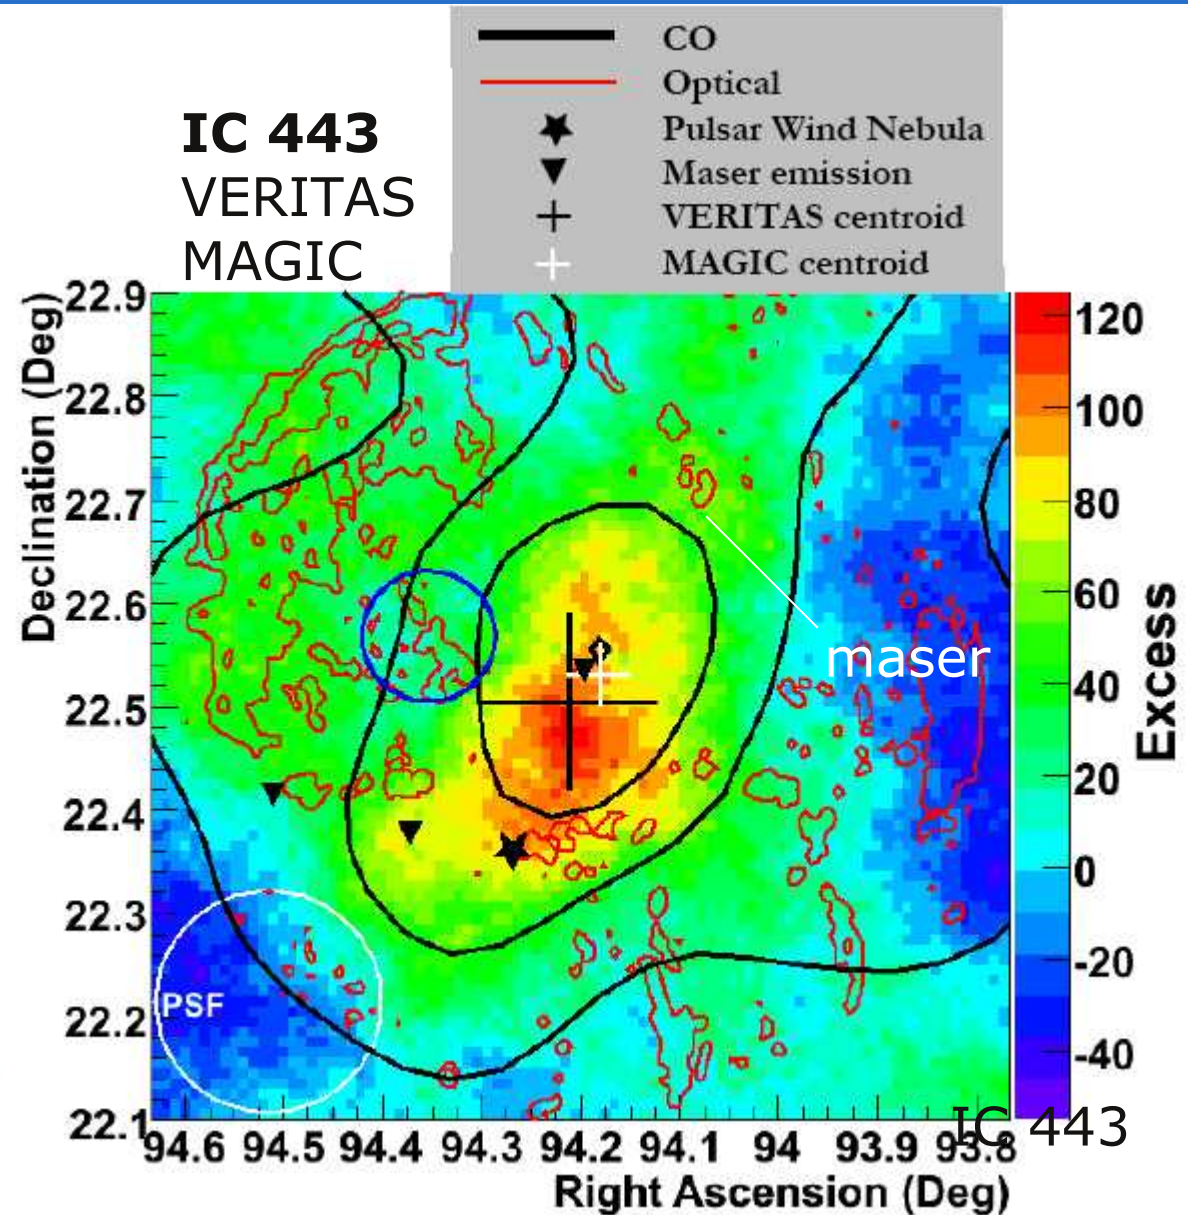 CO
Optical
IC 443
Pulsar Wind Nebula
VERITAS
Maser emission
VERITAS centroid
MAGIC
MAGIC centroid
Declination (Deg)
22.9
22.8
22.7
22.6
22.5
22.4
22.3
22.2
22.1
maser
PSF
120
100
80
60
40
20
0
-20
-40
Excess
IC 443
94.6 94.5 94.4 94.3 94.2 94.1 94 93.9 93.8
Right Ascension (Deg)